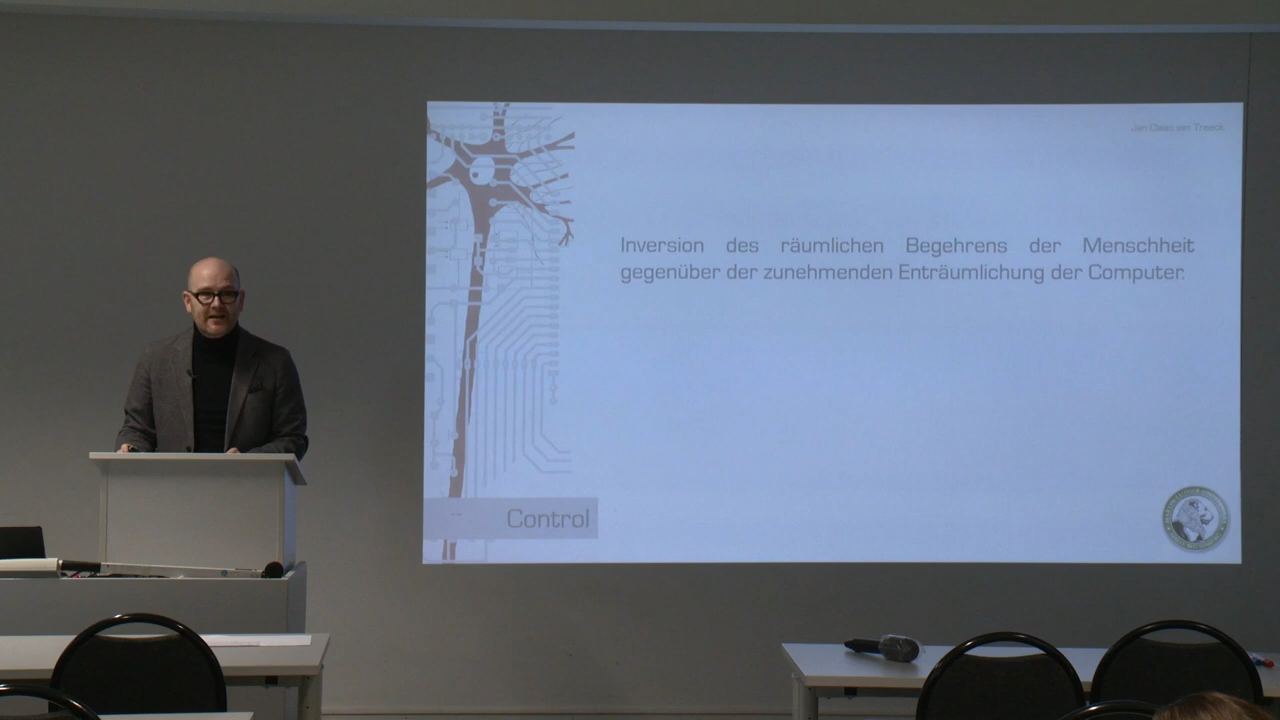 Jan Claas van Treeck
Inversion des räumlichen Begehrens der Menschheit
gegenüber der zunehmenden Enträumlichung der Computer.
Control